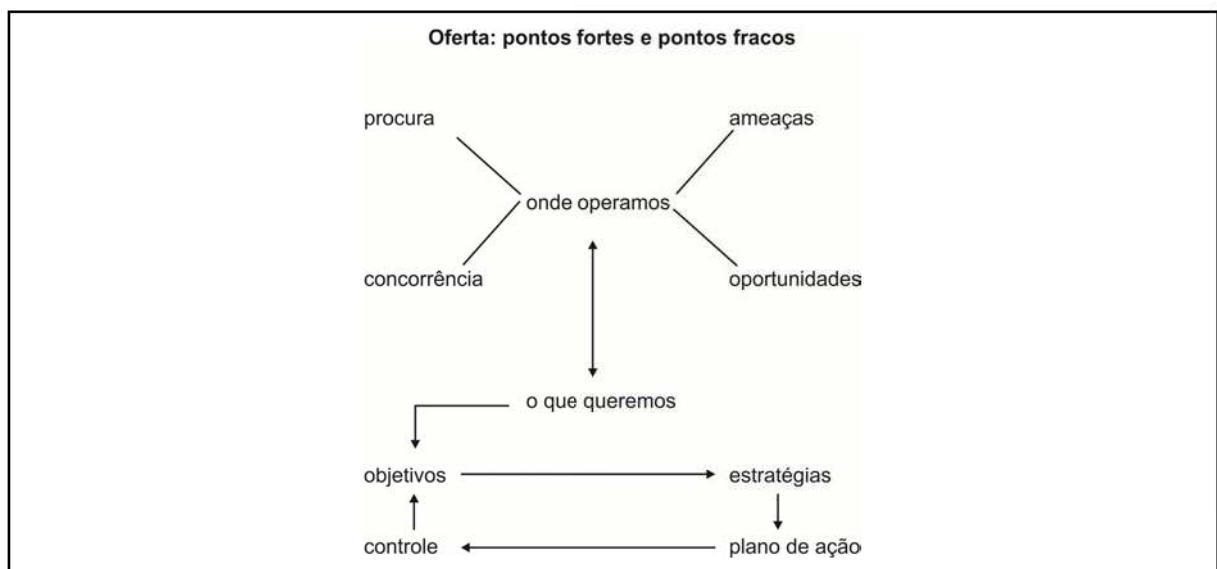 Oferta: pontos fortes e pontos fracos
procura
ameaças
onde operamos
concorrência
oportunidades
o que queremos
objetivos
estratégias
controle
plano de ação